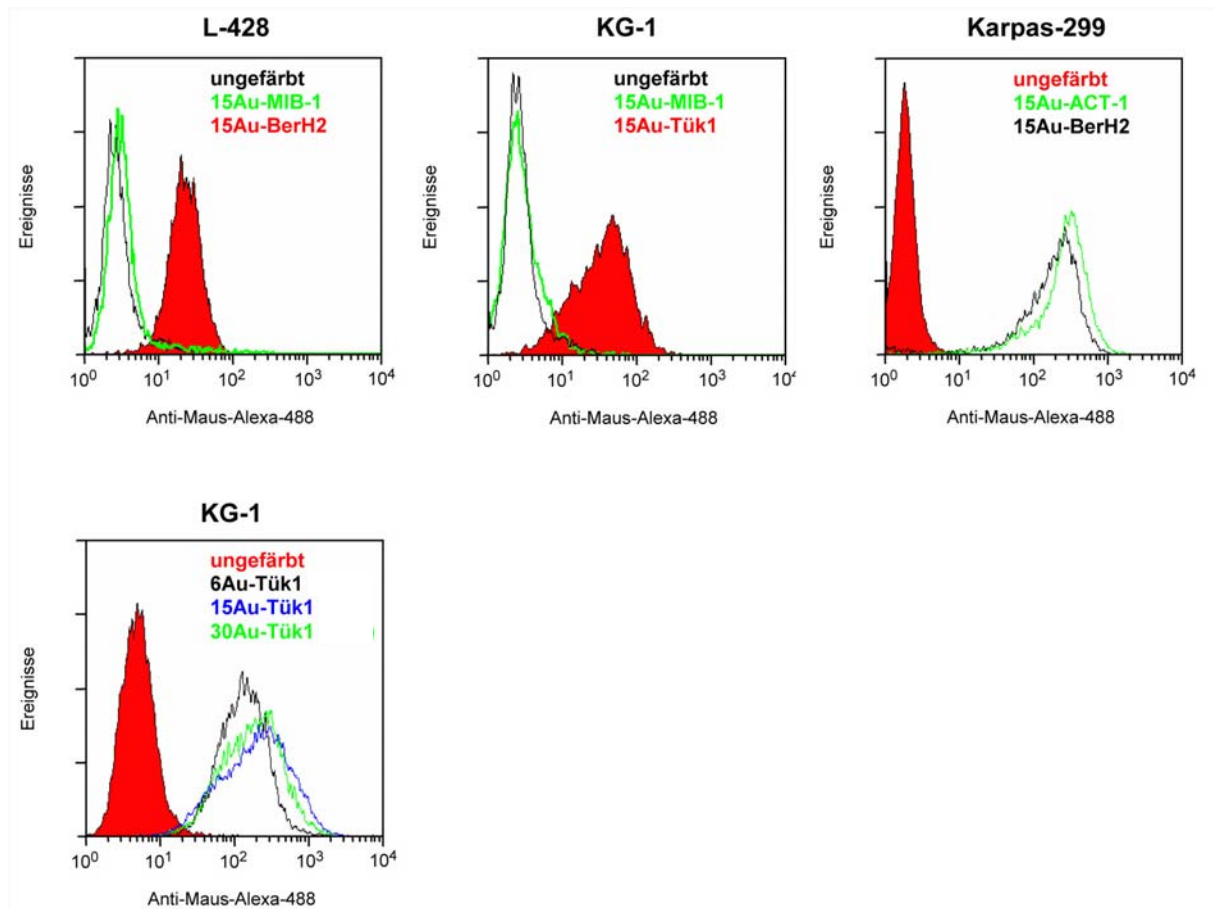 L-428
ungefärbt
15Au-MIB-1
15Au-BerH2
Ereignisse
10⁰ 10¹ 10² 10³ 10⁴
Anti-Maus-Alexa-488
KG-1
ungefärbt
15Au-MIB-1
15Au-Tük1
Ereignisse
10⁰ 10¹ 10² 10³ 10⁴
Anti-Maus-Alexa-488
Karpas-299
ungefärbt
15Au-ACT-1
15Au-BerH2
Ereignisse
10⁰ 10¹ 10² 10³ 10⁴
Anti-Maus-Alexa-488
KG-1
ungefärbt
6Au-Tük1
15Au-Tük1
30Au-Tük1
Ereignisse
10⁰ 10¹ 10² 10³ 10⁴
Anti-Maus-Alexa-488